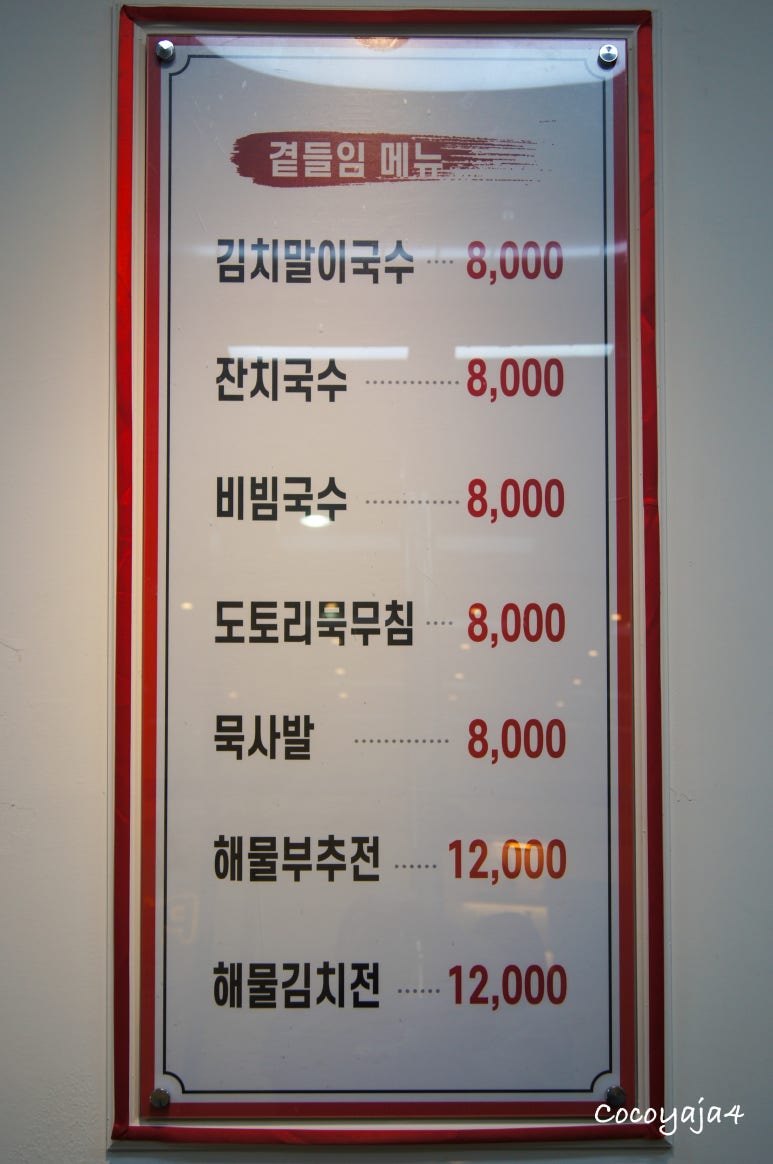 곁들임 메뉴
김치말이국수 ···· 8,000
잔치국수 ············· 8,000
비빔국수 ············· 8,000
도토리묵무침 ···· 8,000
묵사발 ············· 8,000
해물부추전 ······ 12,000
해물김치전 ······ 12,000
Cocoyaja4